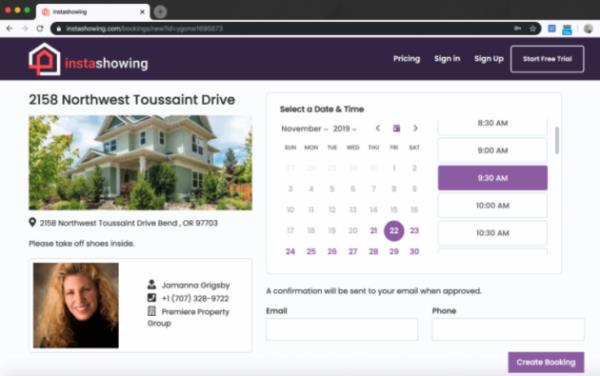 instashowing
instashowing.com/bookings/new?id=ygonw1695873
instashowing
Pricing
Sign in
Sign Up
Start Free Trial
2158 Northwest Toussaint Drive
2158 Northwest Toussaint Drive Bend , OR 97703
Please take off shoes inside.
Jamanna Grigsby
+1 (707) 328-9722
Premiere Property
Group
Select a Date & Time
November 2019
SUN MON TUE WED THU FRI SAT
27 28 29 30 31 1 2
3 4 5 6 7 8 9
10 11 12 13 14 15 16
17 18 19 20 21 22 23
24 25 26 27 28 29 30
8:30 AM
9:00 AM
9:30 AM
10:00 AM
10:30 AM
A confirmation will be sent to your email when approved.
Email
Phone
Create Booking